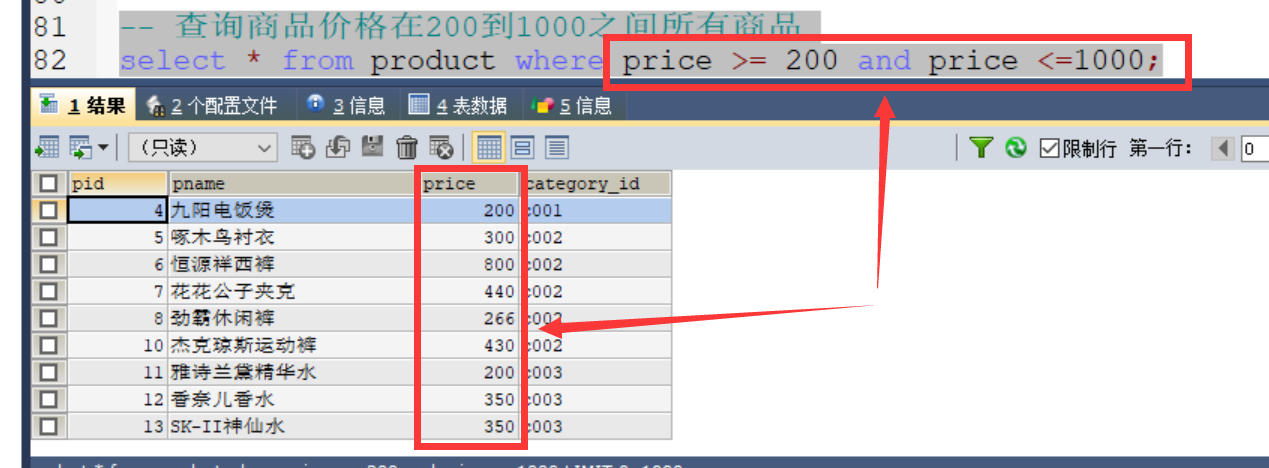 81 -- 查询商品价格在200到1000之间所有商品
82 select * from product where price >= 200 and price <=1000;
1 结果 2 个配置文件 3 信息 4 表数据 5 信息
(只读) 限制行 第一行: 0
pid pname price category_id
4 九阳电饭煲 200 c001
5 啄木鸟衬衣 300 c002
6 恒源祥西裤 800 c002
7 花花公子夹克 440 c002
8 劲霸休闲裤 266 c002
10 杰克琼斯运动裤 430 c002
11 雅诗兰黛精华水 200 c003
12 香奈儿香水 350 c003
13 SK-II神仙水 350 c003